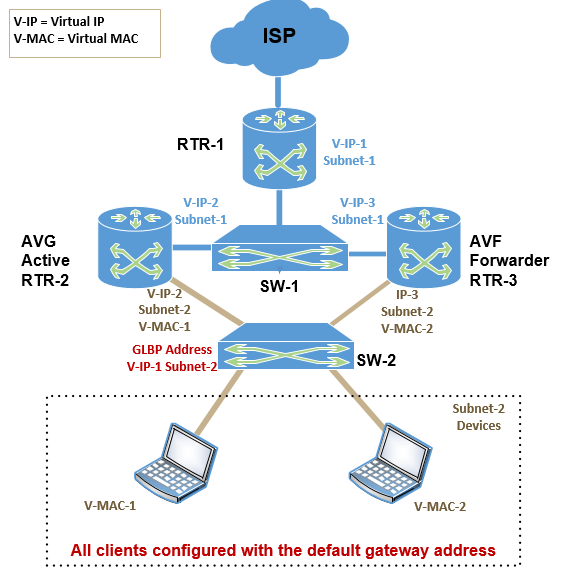 V-IP = Virtual IP
V-MAC = Virtual MAC
ISP
RTR-1
V-IP-1
Subnet-1
V-IP-2
Subnet-1
V-IP-3
Subnet-1
AVG
Active
RTR-2
SW-1
AVF
Forwarder
RTR-3
V-IP-2
Subnet-2
V-MAC-1
IP-3
Subnet-2
V-MAC-2
GLBP Address
V-IP-1 Subnet-2
SW-2
Subnet-2
Devices
V-MAC-1
V-MAC-2
All clients configured with the default gateway address